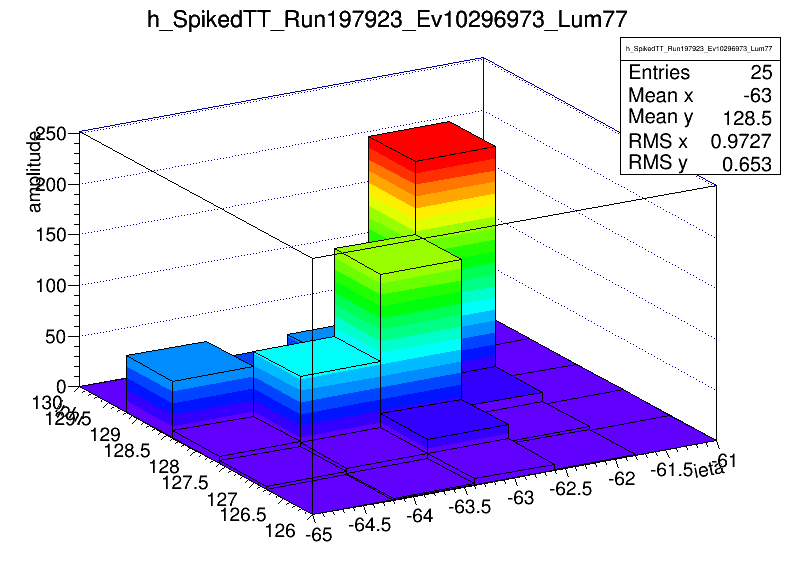 h_SpikedTT_Run197923_Ev10296973_Lum77
h_SpikedTT_Run197923_Ev10296973_Lum77
Entries 25
Mean x -63
Mean y 128.5
RMS x 0.9727
RMS y 0.653
amplitude
250
200
150
100
50
0
130
129.5
129
128.5
128
127.5
127
126.5
126
-65
-64.5
-64
-63.5
-63
-62.5
-62
-61.5
-61
ieta